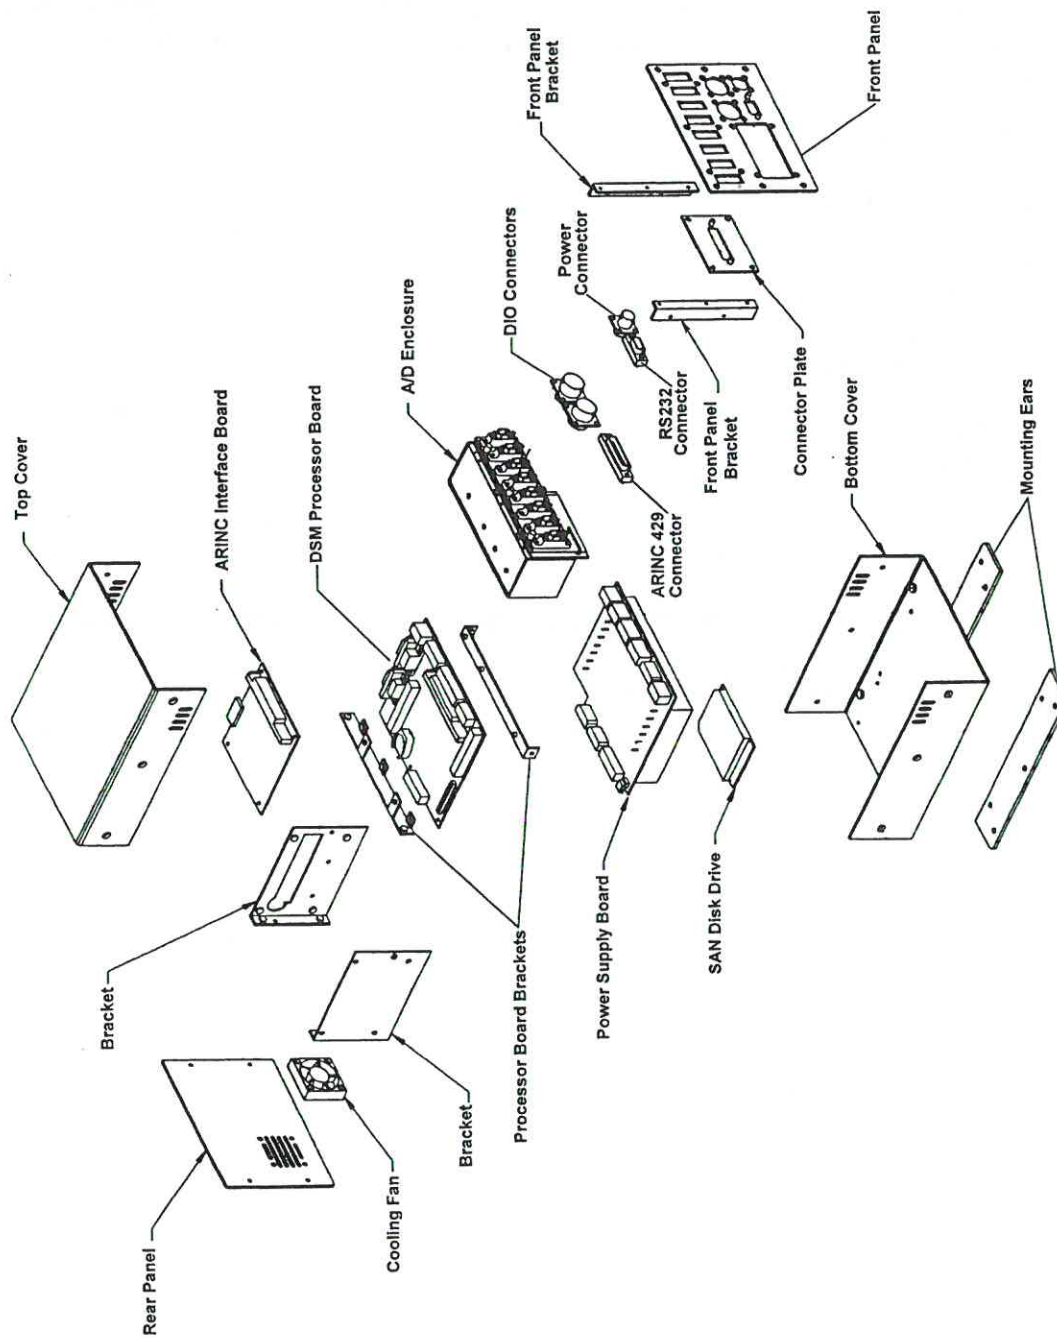 Top Cover
ARINC Interface Board
DSM Processor Board
A/D Enclosure
DIO Connectors
Power
Connector
Front Panel
Bracket
Front Panel
Bracket
Rear Panel
Cooling Fan
Bracket
Processor Board Brackets
Power Supply Board
SAN Disk Drive
ARINC 429
Connector
RS232
Connector
Front Panel
Bracket
Connector Plate
Bottom Cover
Mounting Ears